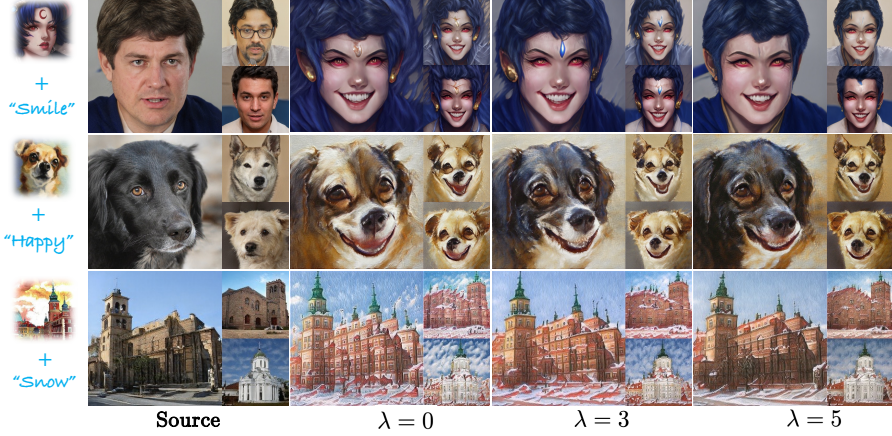 +
"Smile"
+
"Happy"
+
"Snow"
Source
λ = 0
λ = 3
λ = 5